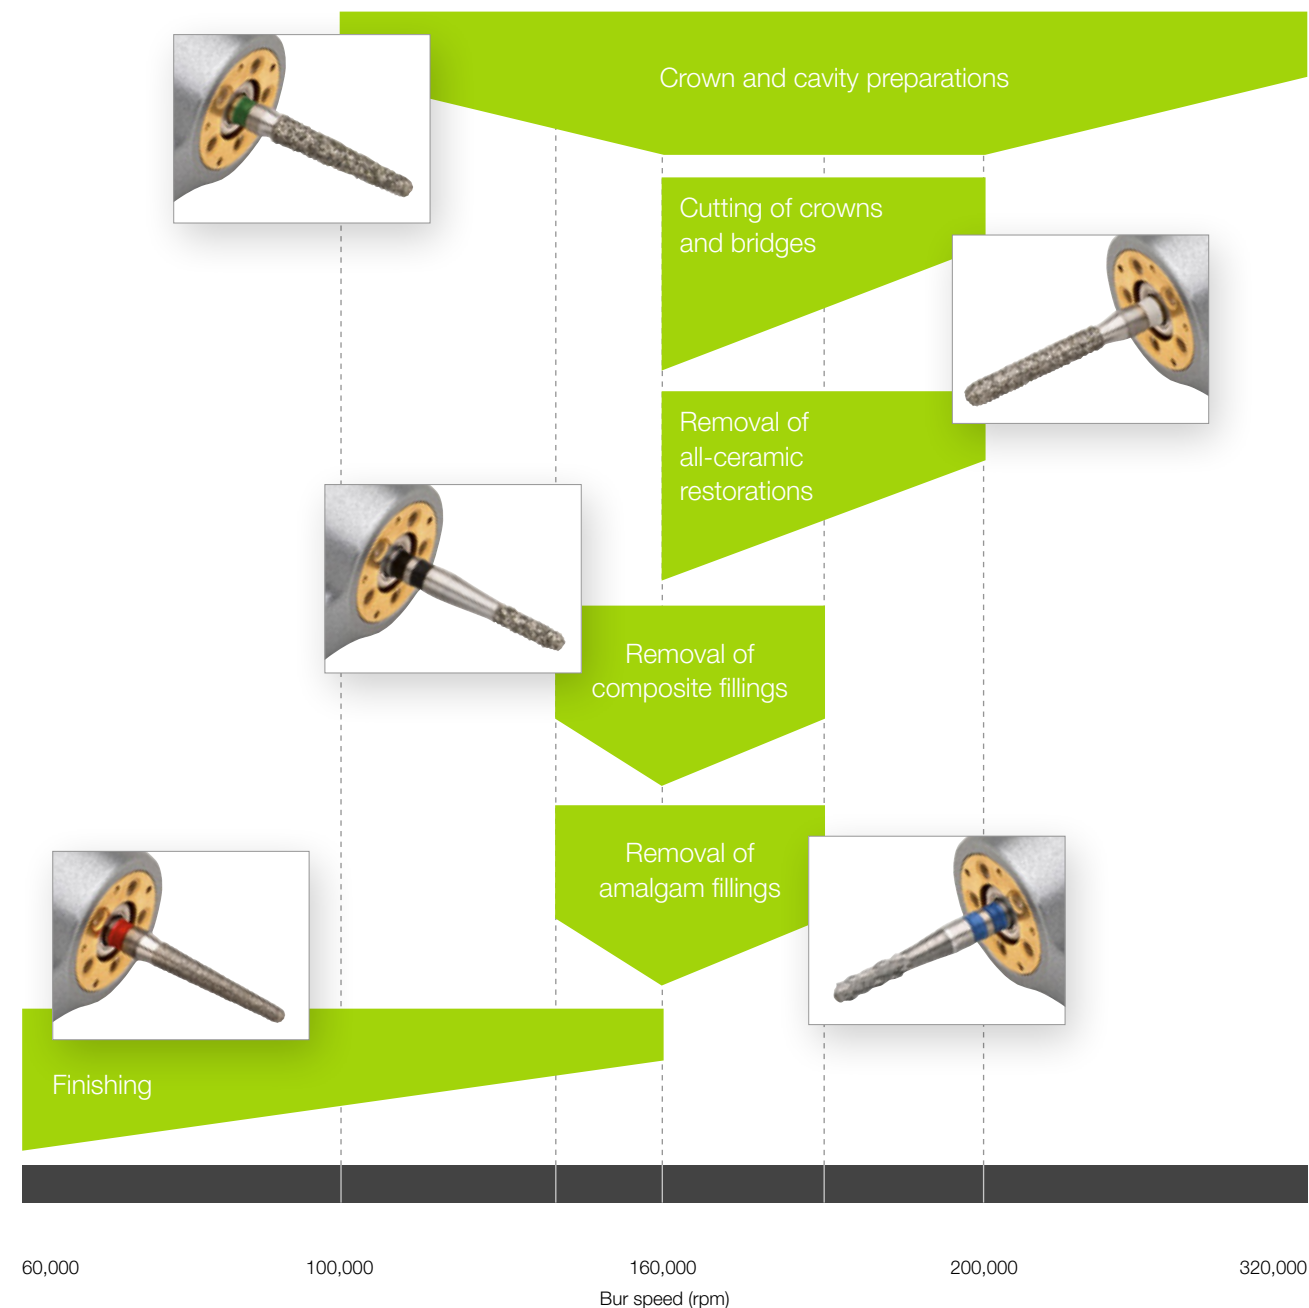 Crown and cavity preparations
Cutting of crowns
and bridges
Removal of
all-ceramic
restorations
Removal of
composite fillings
Removal of
amalgam fillings
Finishing
60,000
100,000
160,000
200,000
320,000
Bur speed (rpm)